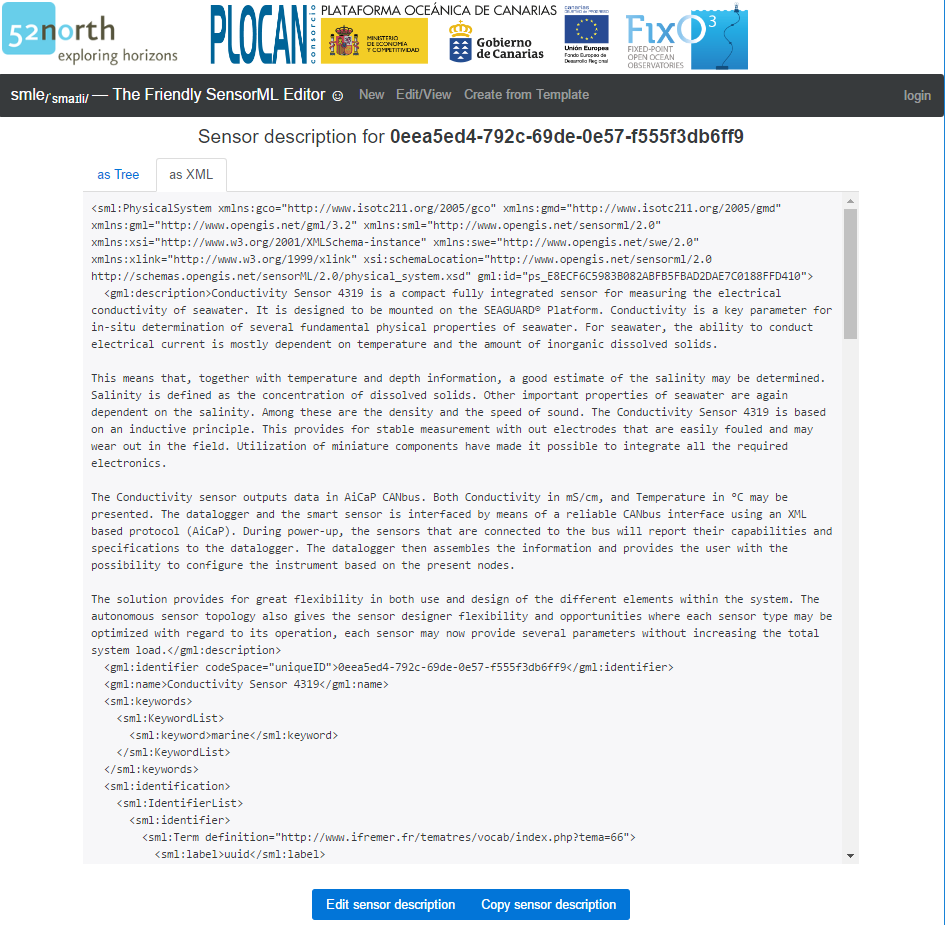 52north
exploring horizons
PLOCAN
consorcio
PLATAFORMA OCEÁNICA DE CANARIAS
MINISTERIO
DE ECONOMÍA
Y COMPETITIVIDAD
Gobierno
de Canarias
canarias
Unión Europea
Fondo Europeo de
Desarrollo Regional
FixO3
FIXED-POINT
OPEN OCEAN
OBSERVATORIES
smle/ˈsmaɪli/ — The Friendly SensorML Editor ☺ New Edit/View Create from Template login
Sensor description for 0eea5ed4-792c-69de-0e57-f555f3db6ff9
as Tree as XML
<sml:PhysicalSystem xmlns:gco="http://www.isotc211.org/2005/gco" xmlns:gmd="http://www.isotc211.org/2005/gmd"
xmlns:gml="http://www.opengis.net/gml/3.2" xmlns:sml="http://www.opengis.net/sensorml/2.0"
xmlns:xsi="http://www.w3.org/2001/XMLSchema-instance" xmlns:swe="http://www.opengis.net/swe/2.0"
xmlns:xlink="http://www.w3.org/1999/xlink" xsi:schemaLocation="http://www.opengis.net/sensorml/2.0
http://schemas.opengis.net/sensorML/2.0/physical_system.xsd" gml:id="ps_E8ECF6C5983B082ABFB5FBAD2DAE7C0188FFD410">
<gml:description>Conductivity Sensor 4319 is a compact fully integrated sensor for measuring the electrical
conductivity of seawater. It is designed to be mounted on the SEAGUARD® Platform. Conductivity is a key parameter for
in-situ determination of several fundamental physical properties of seawater. For seawater, the ability to conduct
electrical current is mostly dependent on temperature and the amount of inorganic dissolved solids.
This means that, together with temperature and depth information, a good estimate of the salinity may be determined.
Salinity is defined as the concentration of dissolved solids. Other important properties of seawater are again
dependent on the salinity. Among these are the density and the speed of sound. The Conductivity Sensor 4319 is based
on an inductive principle. This provides for stable measurement with out electrodes that are easily fouled and may
wear out in the field. Utilization of miniature components have made it possible to integrate all the required
electronics.
The Conductivity sensor outputs data in AiCaP CANbus. Both Conductivity in mS/cm, and Temperature in °C may be
presented. The datalogger and the smart sensor is interfaced by means of a reliable CANbus interface using an XML
based protocol (AiCaP). During power-up, the sensors that are connected to the bus will report their capabilities and
specifications to the datalogger. The datalogger then assembles the information and provides the user with the
possibility to configure the instrument based on the present nodes.
The solution provides for great flexibility in both use and design of the different elements within the system. The
autonomous sensor topology also gives the sensor designer flexibility and opportunities where each sensor type may be
optimized with regard to its operation, each sensor may now provide several parameters without increasing the total
system load.</gml:description>
<gml:identifier codeSpace="uniqueID">0eea5ed4-792c-69de-0e57-f555f3db6ff9</gml:identifier>
<gml:name>Conductivity Sensor 4319</gml:name>
<sml:keywords>
<sml:KeywordList>
<sml:keyword>marine</sml:keyword>
</sml:KeywordList>
</sml:keywords>
<sml:identification>
<sml:IdentifierList>
<sml:identifier>
<sml:Term definition="http://www.ifremer.fr/tematres/vocab/index.php?tema=66">
<sml:label>uuid</sml:label>
Edit sensor description Copy sensor description